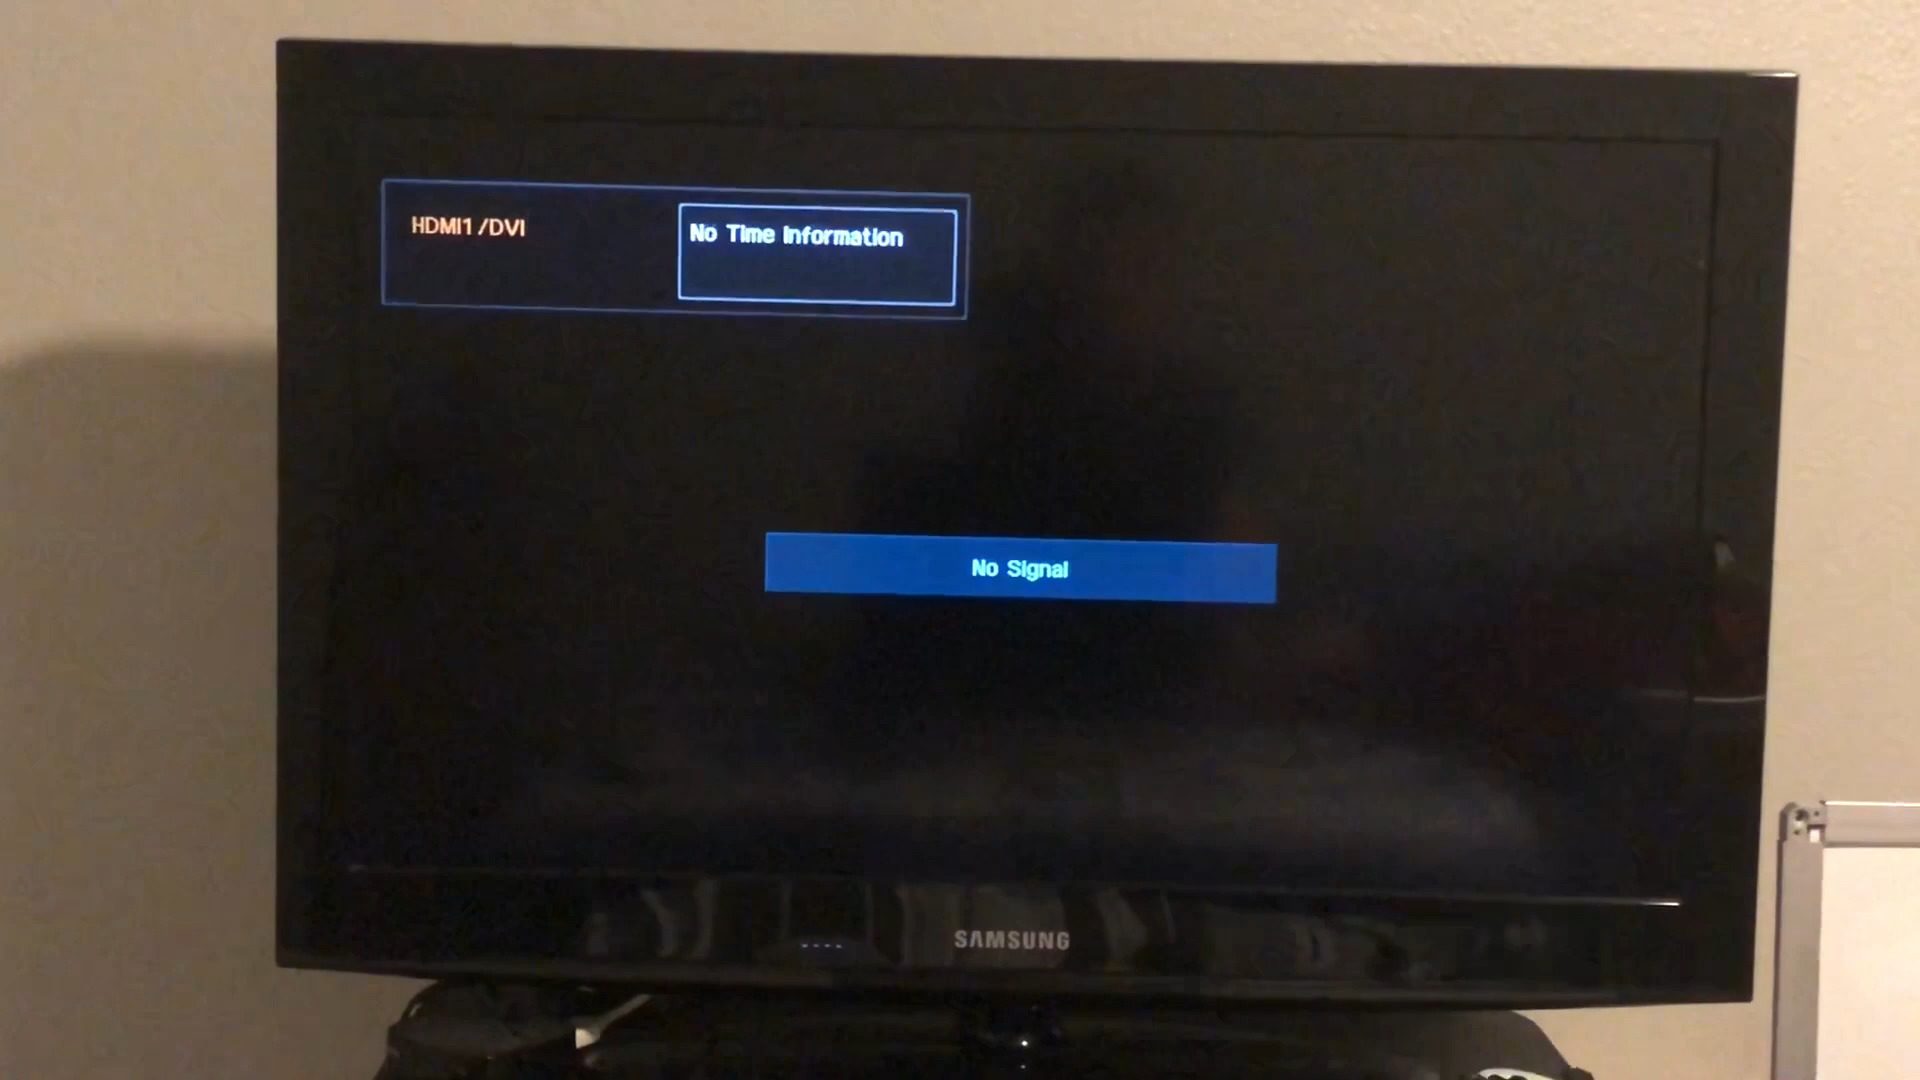 HDMI1/DVI
No Time Information
No Signal
SAMSUNG